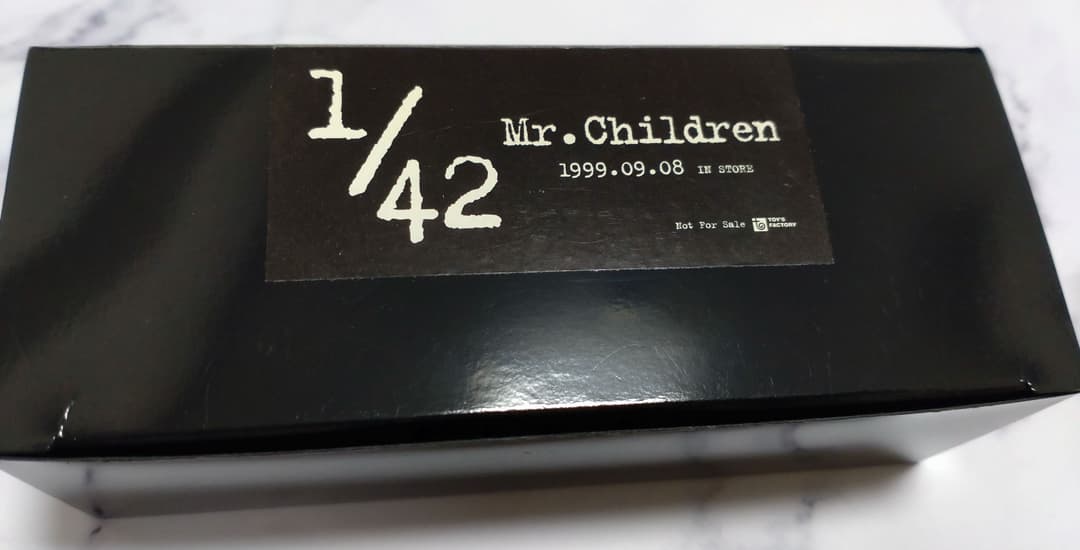 1/42
Mr.Children
1999.09.08 IN STORE
Not For Sale TOY'S FACTORY